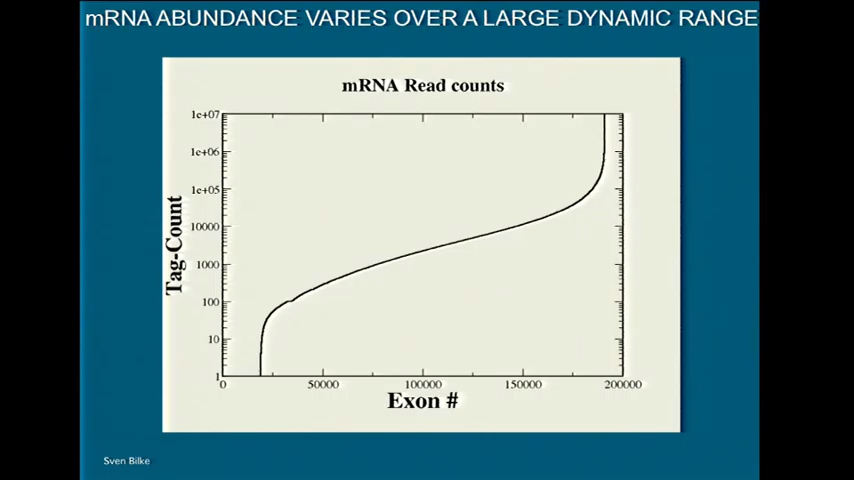 mRNA ABUNDANCE VARIES OVER A LARGE DYNAMIC RANGE
mRNA Read counts
1e+07
1e+06
1e+05
10000
1000
100
10
1
Tag-Count
0 50000 100000 150000 200000
Exon #
Sven Bilke